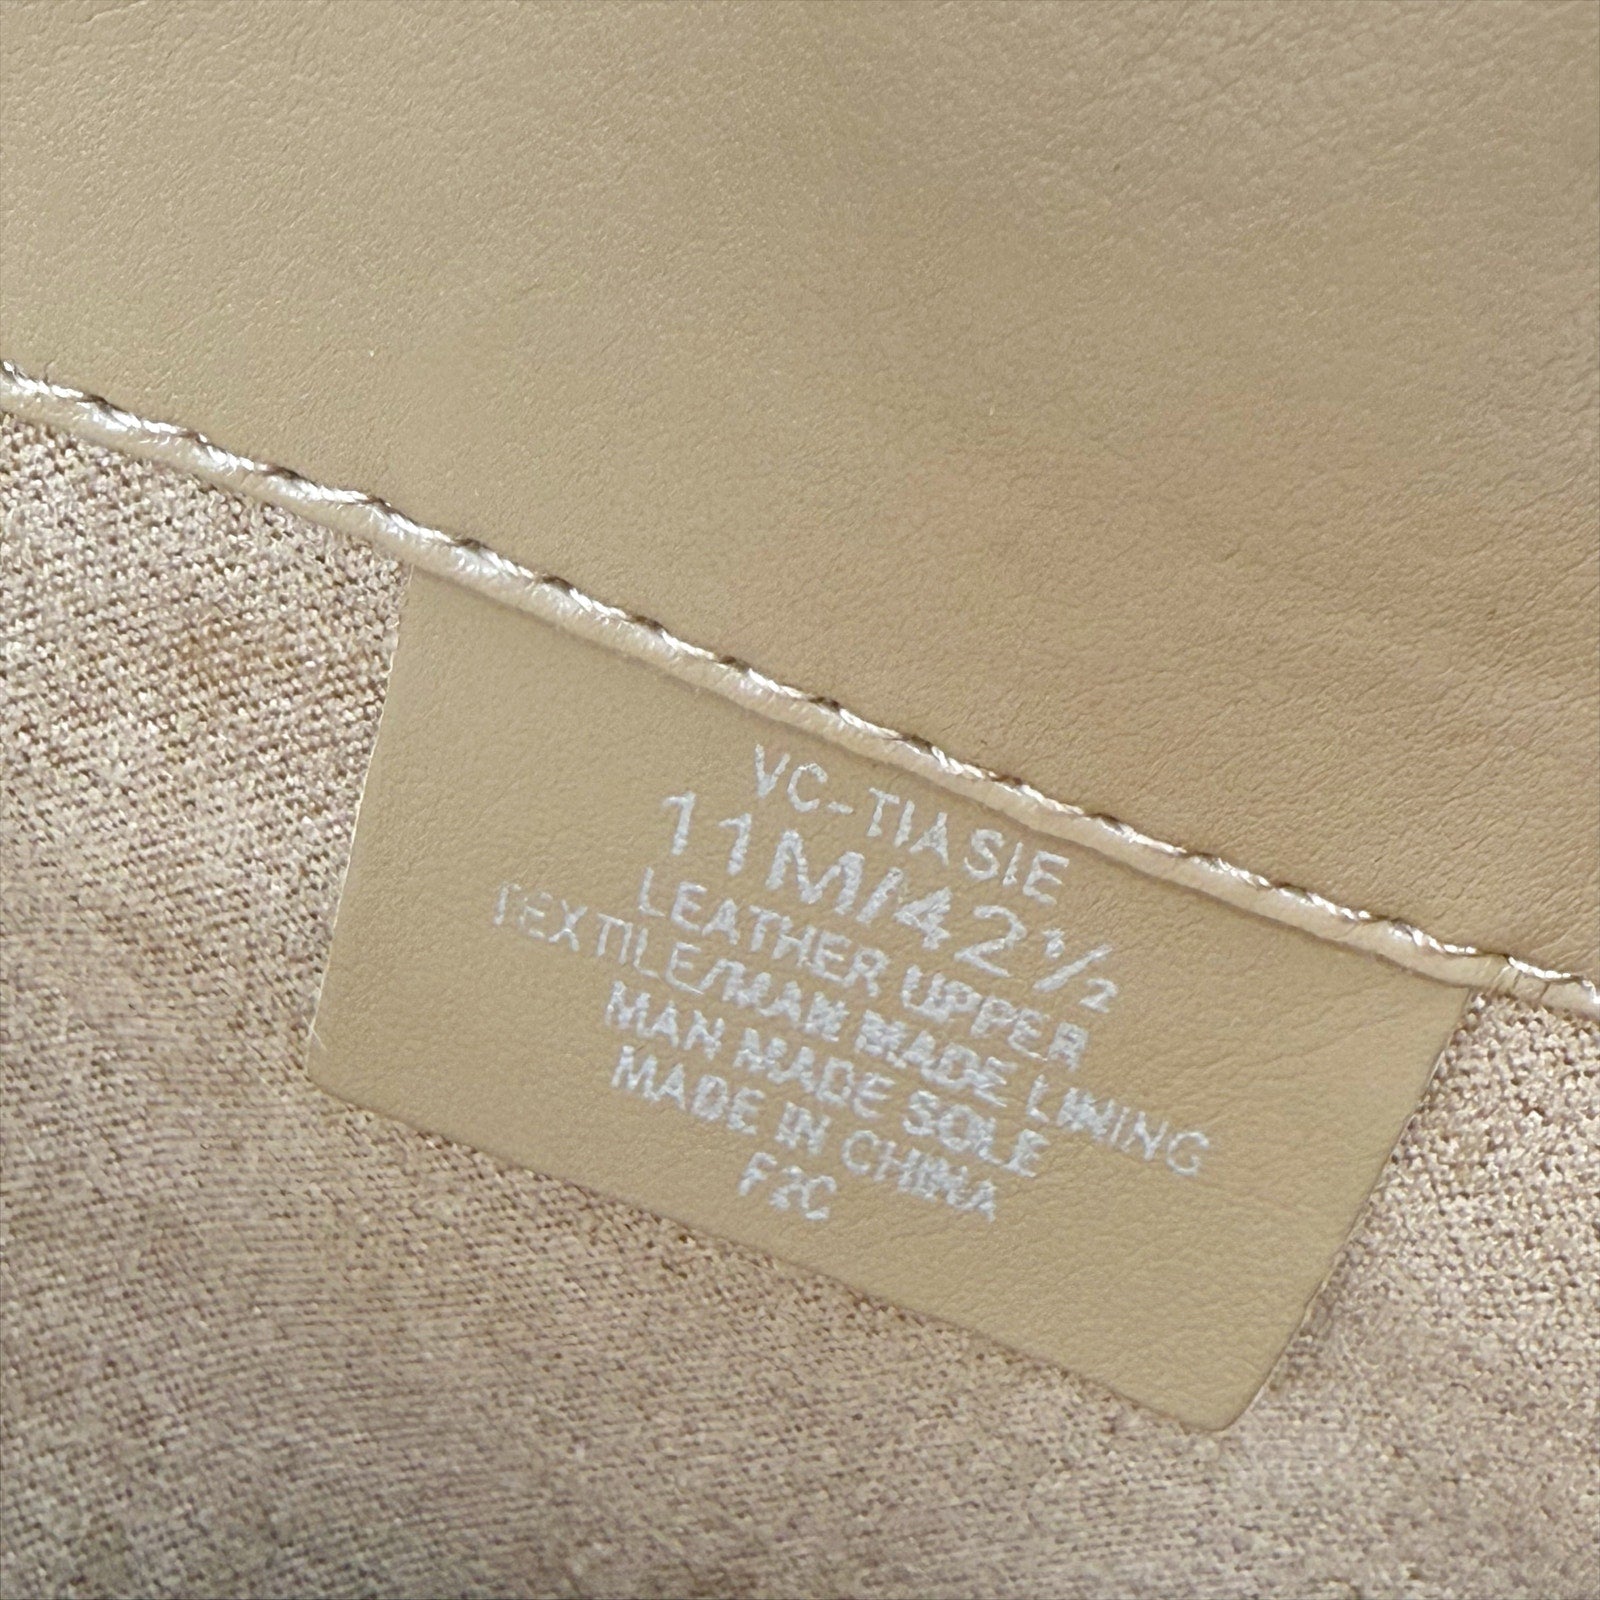 VC-TIASIE
11M/42½
LEATHER UPPER
TEXTILE/MAN MADE LINING
MAN MADE SOLE
MADE IN CHINA
F2C